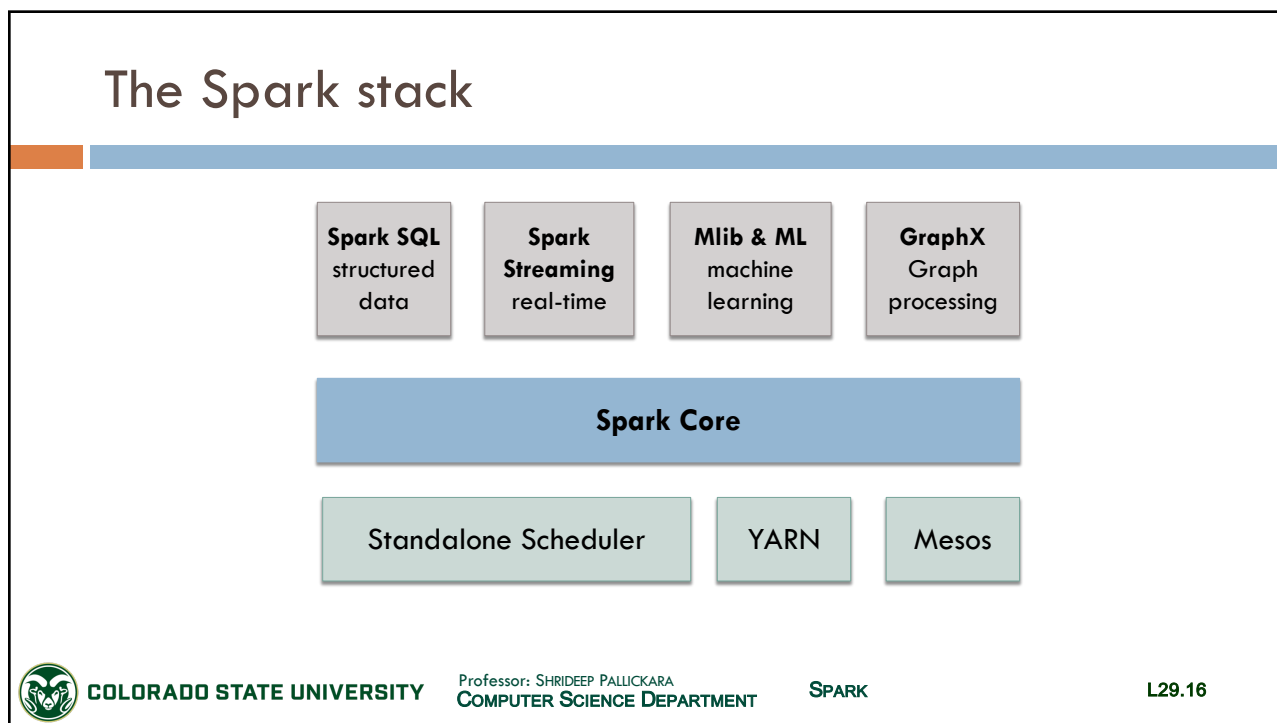 The Spark stack
Spark SQL
structured
data
Spark
Streaming
real-time
Mlib & ML
machine
learning
GraphX
Graph
processing
Spark Core
Standalone Scheduler
YARN
Mesos
COLORADO STATE UNIVERSITY
Professor: SHRIDEEP PALLICKARA
COMPUTER SCIENCE DEPARTMENT
SPARK
L29.16